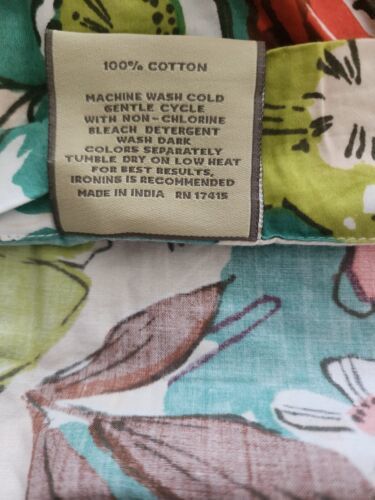 100% COTTON
MACHINE WASH COLD
GENTLE CYCLE
WITH NON-CHLORINE
BLEACH DETERGENT
WASH DARK
COLORS SEPARATELY
TUMBLE DRY ON LOW HEAT
FOR BEST RESULTS,
IRONING IS RECOMMENDED
MADE IN INDIA RN 17415